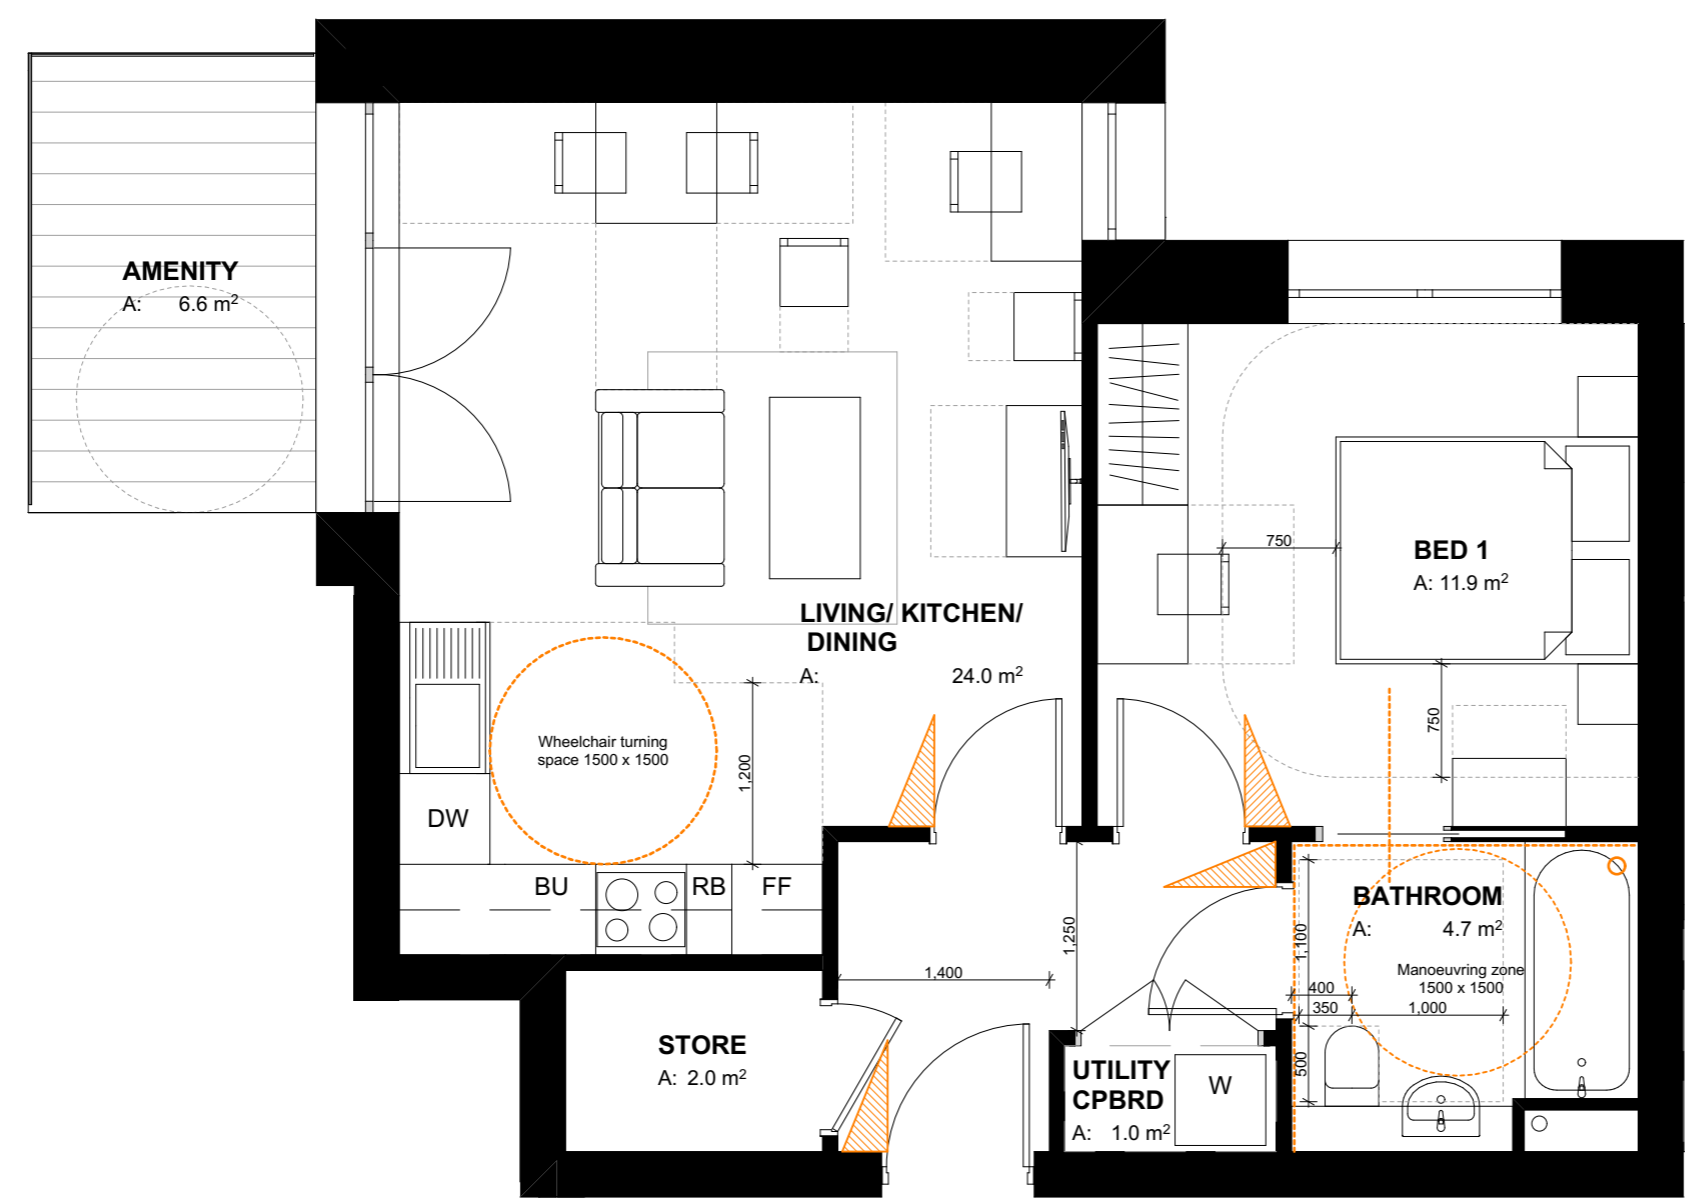 AMENITY
A: 6.6 m²
LIVING/ KITCHEN/
DINING
A: 24.0 m²
750
BED 1
A: 11.9 m²
750
Wheelchair turning
space 1500 x 1500
1,200
DW
BU
RB
FF
1,400
1,250
BATHROOM
A: 4.7 m²
1,100
Manoeuvring zone
1500 x 1500
400
350
1,000
500
STORE
A: 2.0 m²
UTILITY
CPBRD
A: 1.0 m²
W